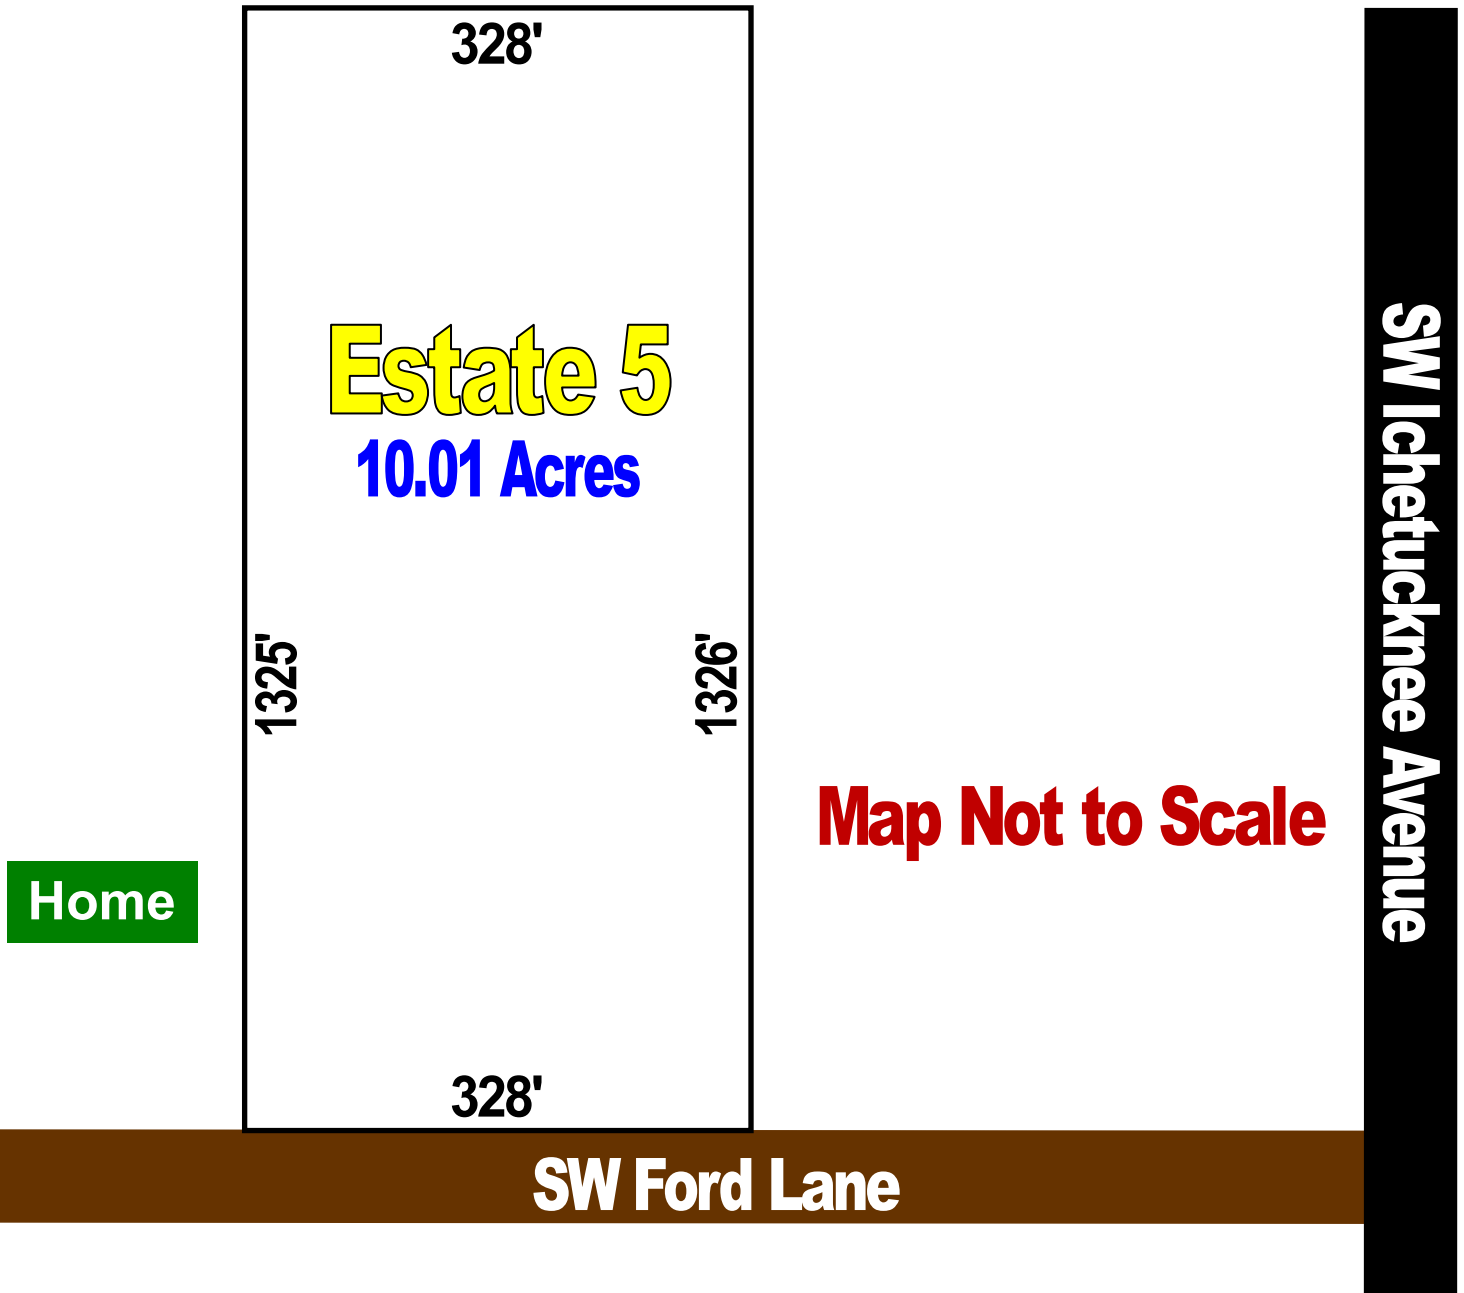 328'
Estate 5
10.01 Acres
1325'
1326'
SW Ichetucknee Avenue
Map Not to Scale
Home
328'
SW Ford Lane